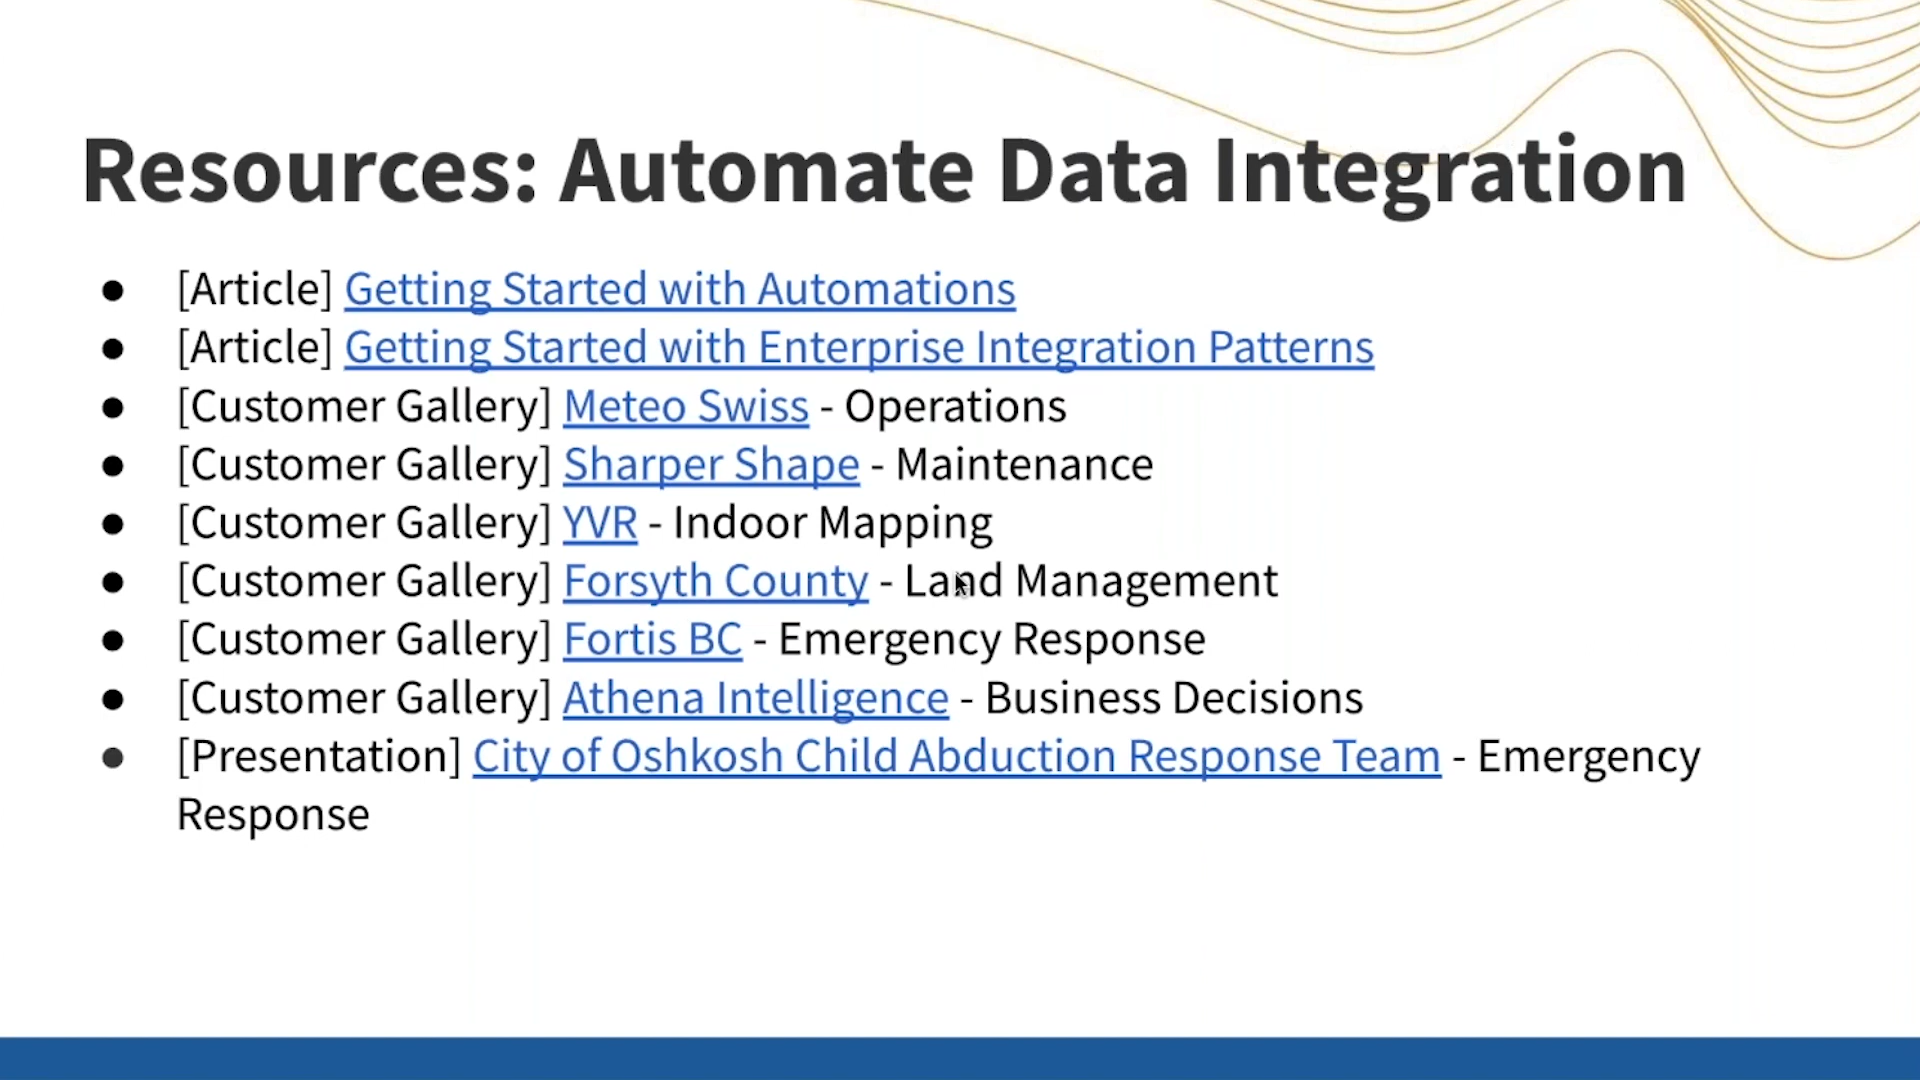 Resources: Automate Data Integration
● [Article] Getting Started with Automations
● [Article] Getting Started with Enterprise Integration Patterns
● [Customer Gallery] Meteo Swiss - Operations
● [Customer Gallery] Sharper Shape - Maintenance
● [Customer Gallery] YVR - Indoor Mapping
● [Customer Gallery] Forsyth County - Land Management
● [Customer Gallery] Fortis BC - Emergency Response
● [Customer Gallery] Athena Intelligence - Business Decisions
● [Presentation] City of Oshkosh Child Abduction Response Team - Emergency
Response